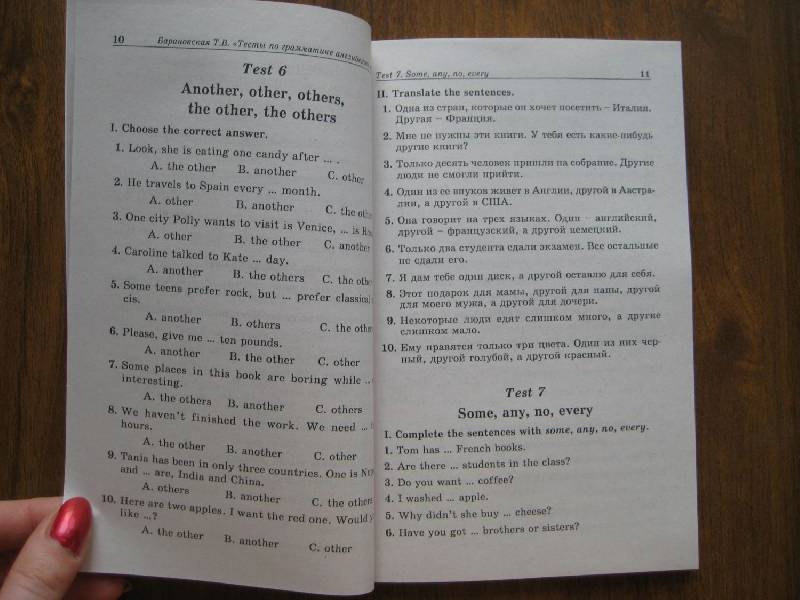 10 Барановская Т.В. «Тесты по грамматике
Test 6
Another, other, others,
the other, the others
I. Choose the correct answer.
1. Look, she is eating one candy after ... .
A. the other B. another C. other
2. He travels to Spain every ... month.
A. other B. another C. the other
3. One city Polly wants to visit is Venice, ... is
A. other B. the other C. another
4. Caroline talked to Kate ... day.
A. another B. the others C. the other
5. Some teens prefer rock, but ... prefer classical
cis.
A. another B. others C. the other
6. Please, give me ... ten pounds.
A. another B. the other C. other
7. Some places in this book are boring while ...
interesting.
A. the others B. another C. others
8. We haven't finished the work. We need ...
hours.
A. the other B. another C. other
9. Tania has been in only three countries. One is
and ... are, India and China.
A. others B. another C. the others
10. Here are two apples. I want the red one. Would
like ...?
A. the other B. another C. other
Test 7. Some, any, no, every 11
II. Translate the sentences.
1. Одна из стран, которые он хочет посетить – Италия.
Другая – Франция.
2. Мне не нужны эти книги. У тебя есть какие-нибудь
другие книги?
3. Только десять человек пришли на собрание. Другие
люди не смогли прийти.
4. Один из ее внуков живет в Англии, другой в Австра-
лии, а другой в США.
5. Она говорит на трех языках. Один – английский,
другой – французский, а другой немецкий.
6. Только два студента сдали экзамен. Все остальные
не сдали его.
7. Я дам тебе один диск, а другой оставлю для себя.
8. Этот подарок для мамы, другой для папы, другой
для моего мужа, а другой для дочери.
9. Некоторые люди едят слишком много, а другие
слишком мало.
10. Ему нравятся только три цвета. Один из них чер-
ный, другой голубой, а другой красный.
Test 7
Some, any, no, every
I. Complete the sentences with some, any, no, every.
1. Tom has ... French books.
2. Are there ... students in the class?
3. Do you want ... coffee?
4. I washed ... apple.
5. Why didn't she buy ... cheese?
6. Have you got ... brothers or sisters?